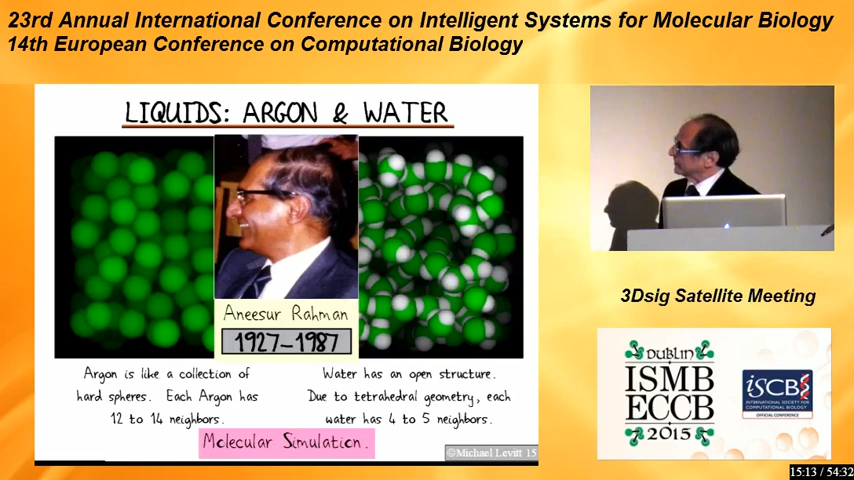 23rd Annual International Conference on Intelligent Systems for Molecular Biology
14th European Conference on Computational Biology
LIQUIDS: ARGON & WATER
Aneesur Rahman
1927-1987
Argon is like a collection of
hard spheres. Each Argon has
12 to 14 neighbors.
Water has an open structure.
Due to tetrahedral geometry, each
water has 4 to 5 neighbors.
Molecular Simulation.
©Michael Levitt 15
3Dsig Satellite Meeting
DUBLIN
ISMB
ECCB
2015
iSCB
INTERNATIONAL SOCIETY FOR
COMPUTATIONAL BIOLOGY
OFFICIAL CONFERENCE
15:13 / 54:32